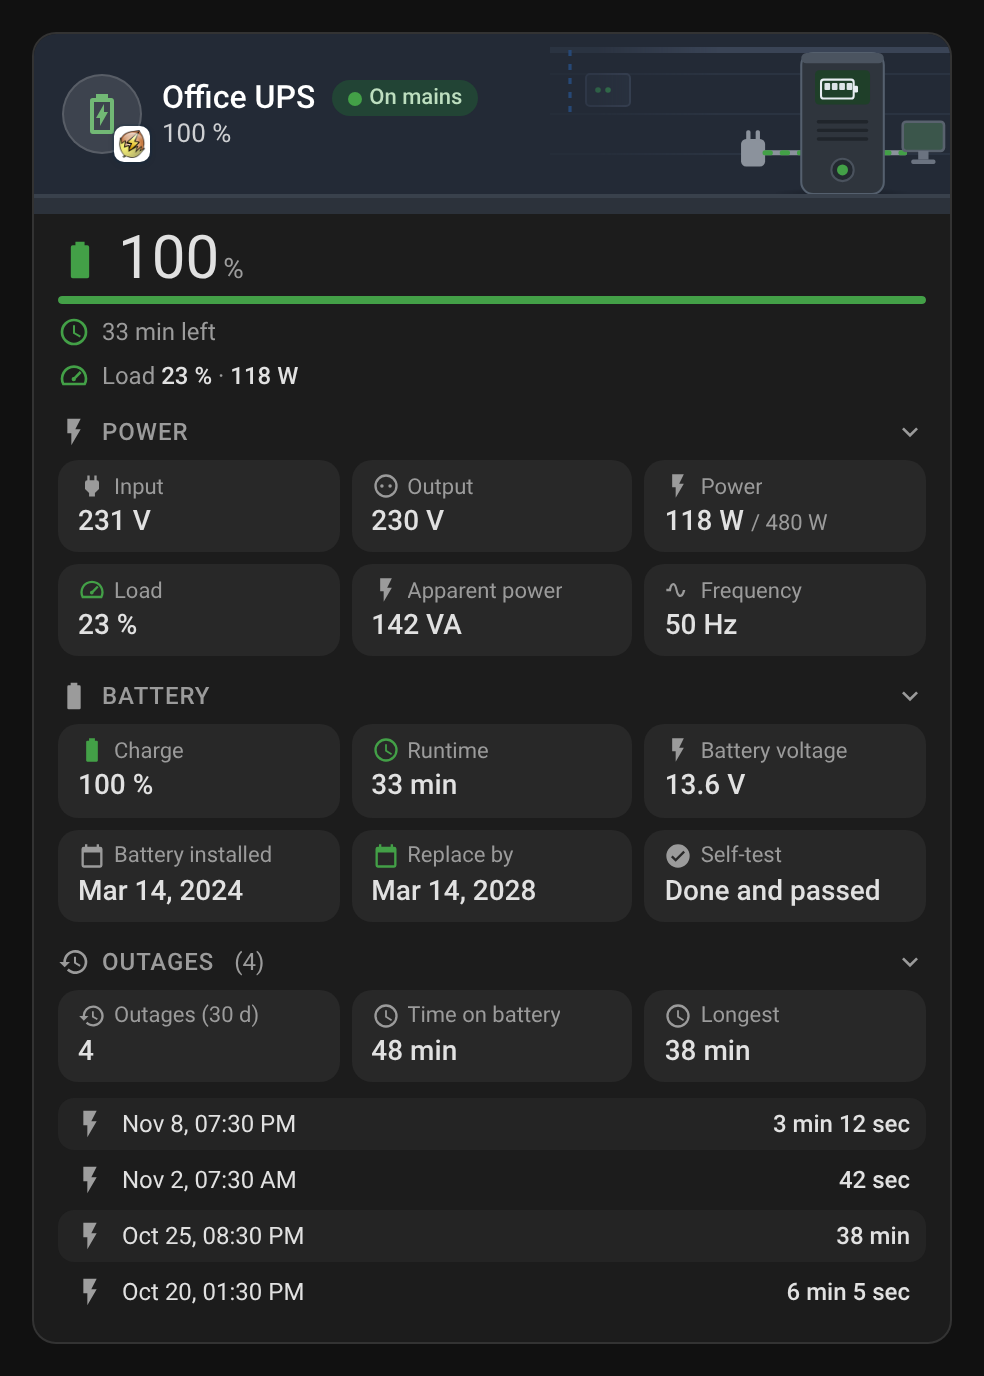 Office UPS
On mains
100 %
100 %
33 min left
Load 23 % · 118 W
POWER
Input
Output
Power
231 V
230 V
118 W / 480 W
Load
Apparent power
Frequency
23 %
142 VA
50 Hz
BATTERY
Charge
Runtime
Battery voltage
100 %
33 min
13.6 V
Battery installed
Replace by
Self-test
Mar 14, 2024
Mar 14, 2028
Done and passed
OUTAGES (4)
Outages (30 d)
Time on battery
Longest
4
48 min
38 min
Nov 8, 07:30 PM 3 min 12 sec
Nov 2, 07:30 AM 42 sec
Oct 25, 08:30 PM 38 min
Oct 20, 01:30 PM 6 min 5 sec